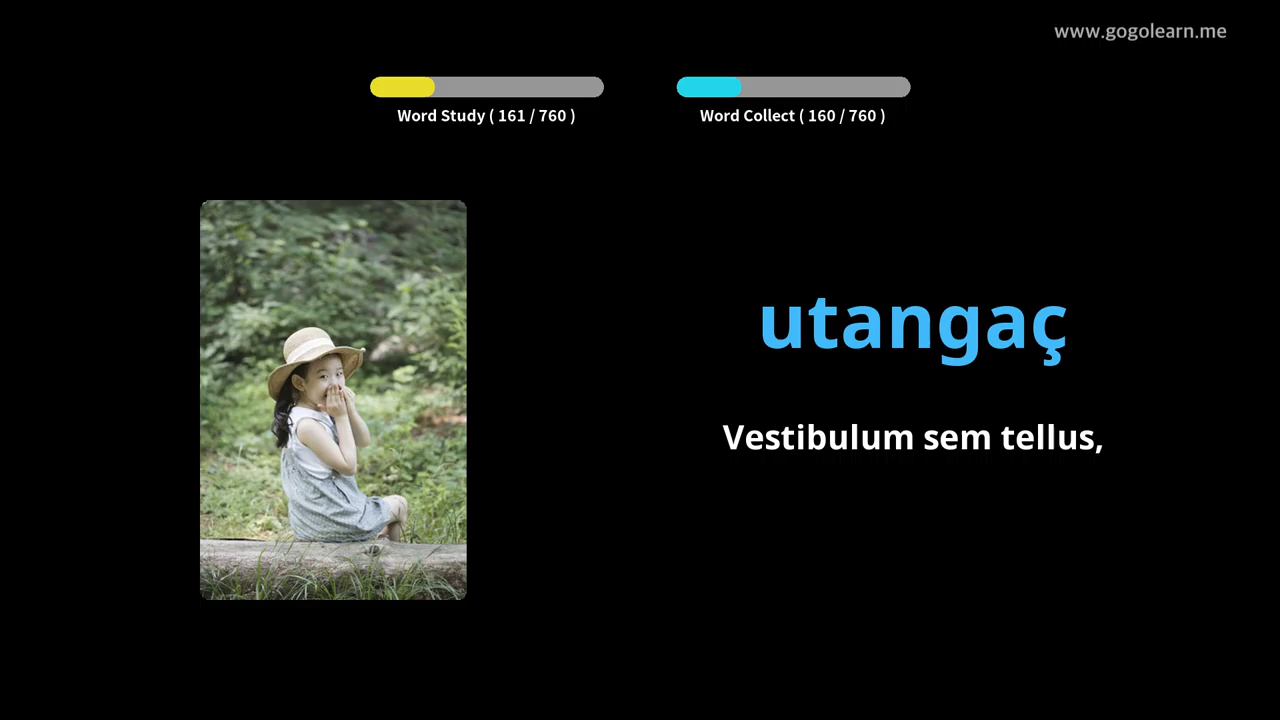 www.gogolearn.me
Word Study ( 161 / 760 )
Word Collect ( 160 / 760 )
utangaç
Vestibulum sem tellus,